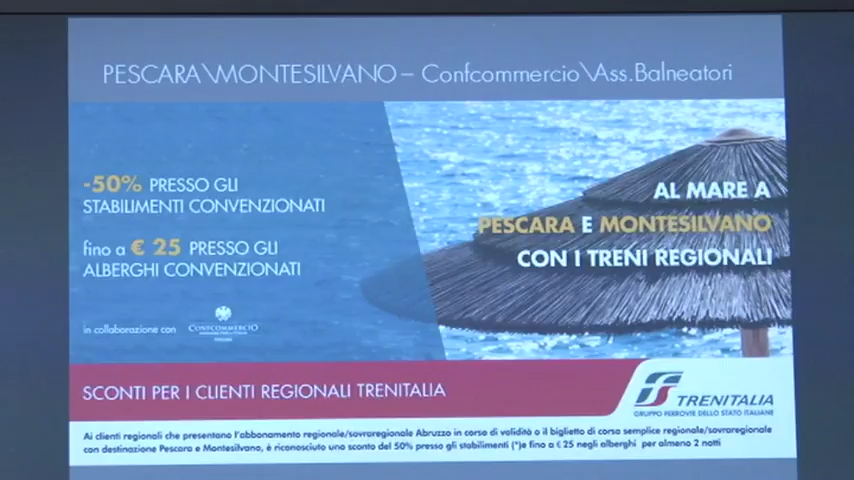 PESCARA\MONTESILVANO – Confcommercio\Ass.Balneatori
-50% PRESSO GLI
STABILIMENTI CONVENZIONATI
fino a € 25 PRESSO GLI
ALBERGHI CONVENZIONATI
in collaborazione con
CONFCOMMERCIO
AL MARE A
PESCARA E MONTESILVANO
CON I TRENI REGIONALI
SCONTI PER I CLIENTI REGIONALI TRENITALIA
TRENITALIA
GRUPPO FERROVIE DELLO STATO ITALIANE
Ai clienti regionali che presentano l'abbonamento regionale/sovraregionale Abruzzo in corso di validità o il biglietto di corsa semplice regionale/sovraregionale
con destinazione Pescara e Montesilvano, è riconosciuto uno sconto del 50% presso gli stabilimenti (*)e fino a € 25 negli alberghi per almeno 2 notti